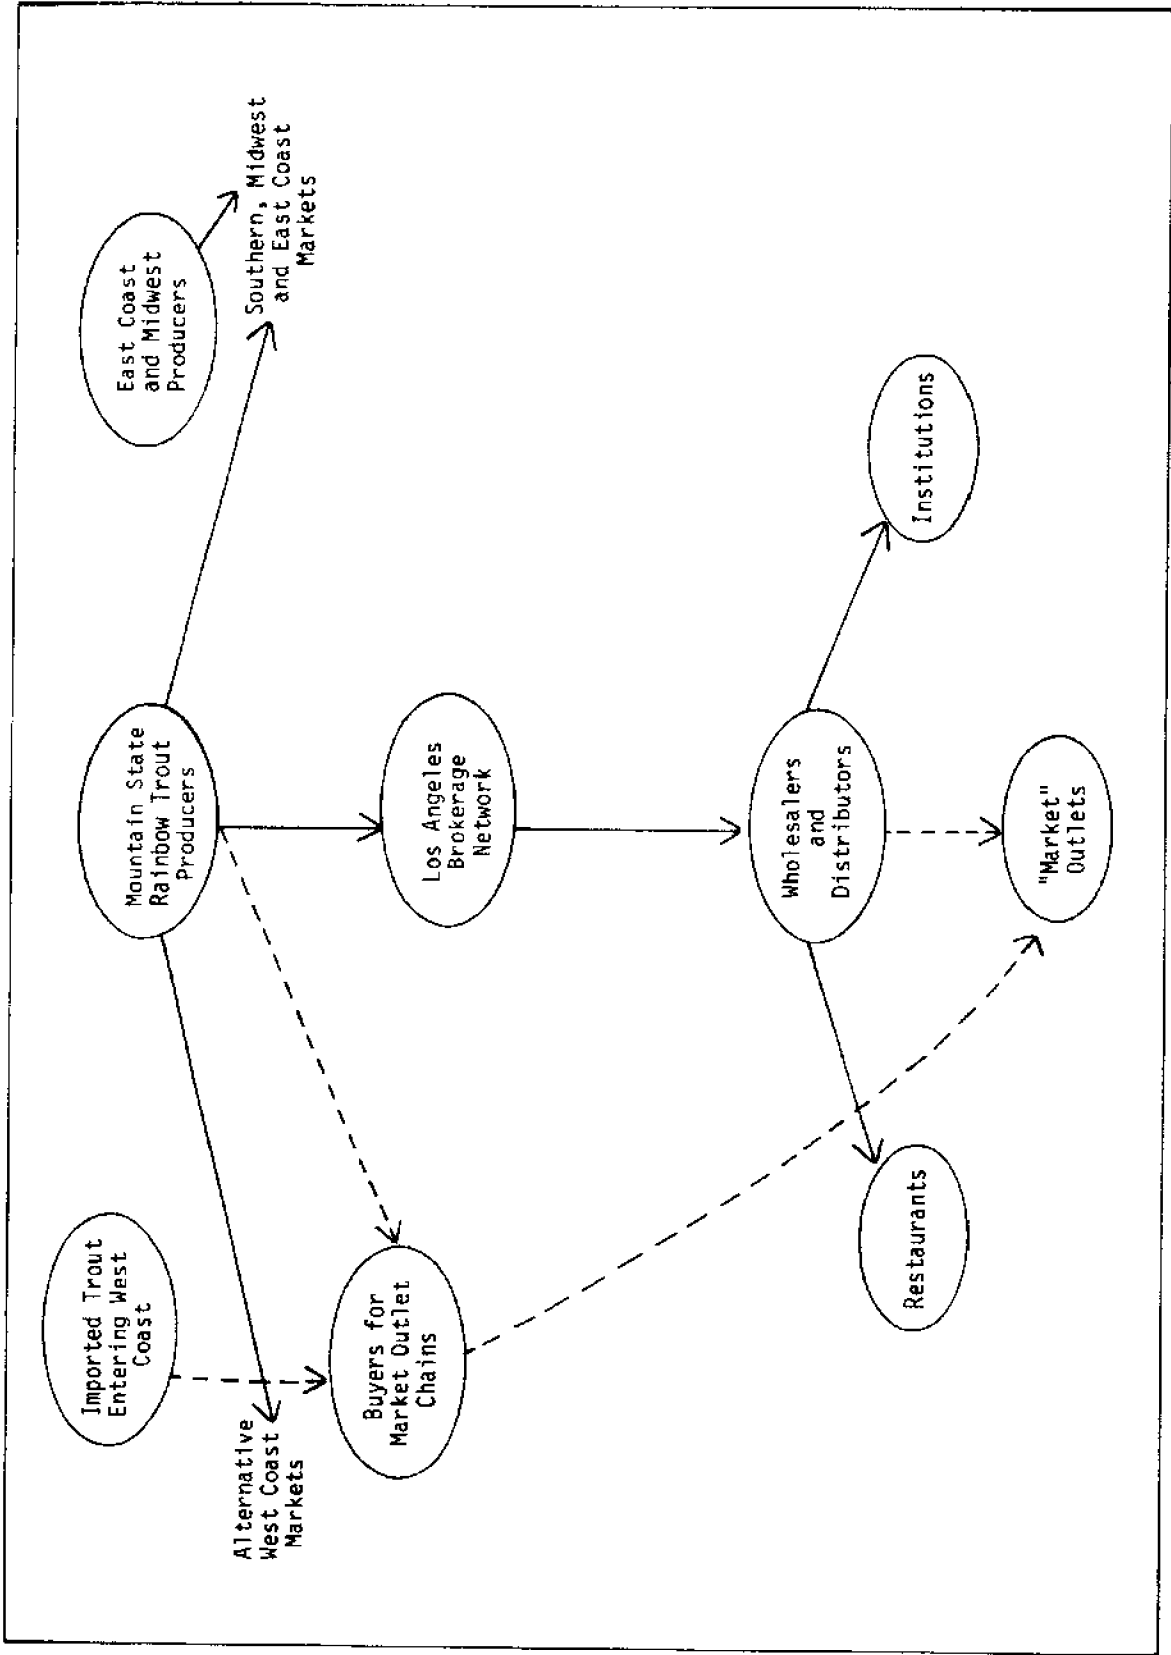 Imported Trout
Entering West
Coast
Mountain State
Rainbow Trout
Producers
East Coast
and Midwest
Producers
Alternative
West Coast
Markets
Southern, Midwest
and East Coast
Markets
Buyers for
Market Outlet
Chains
Los Angeles
Brokerage
Network
Wholesalers
and
Distributors
Restaurants
Institutions
"Market"
Outlets